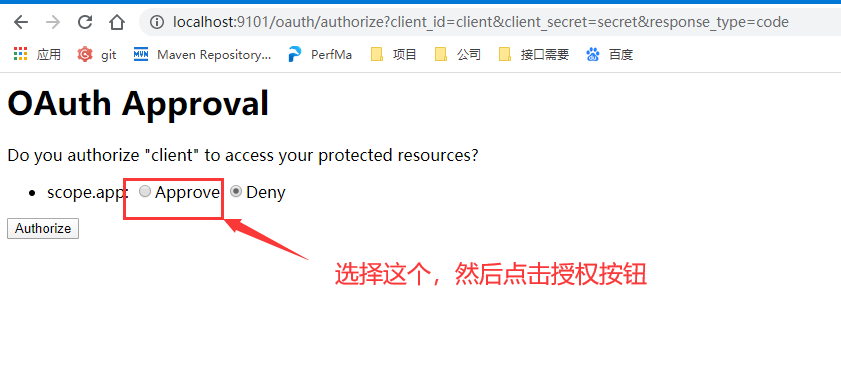 localhost:9101/oauth/authorize?client_id=client&client_secret=secret&response_type=code
应用 git Maven Repository... PerfMa 项目 公司 接口需要 百度
OAuth Approval
Do you authorize "client" to access your protected resources?
scope.app: Approve Deny
Authorize
选择这个，然后点击授权按钮